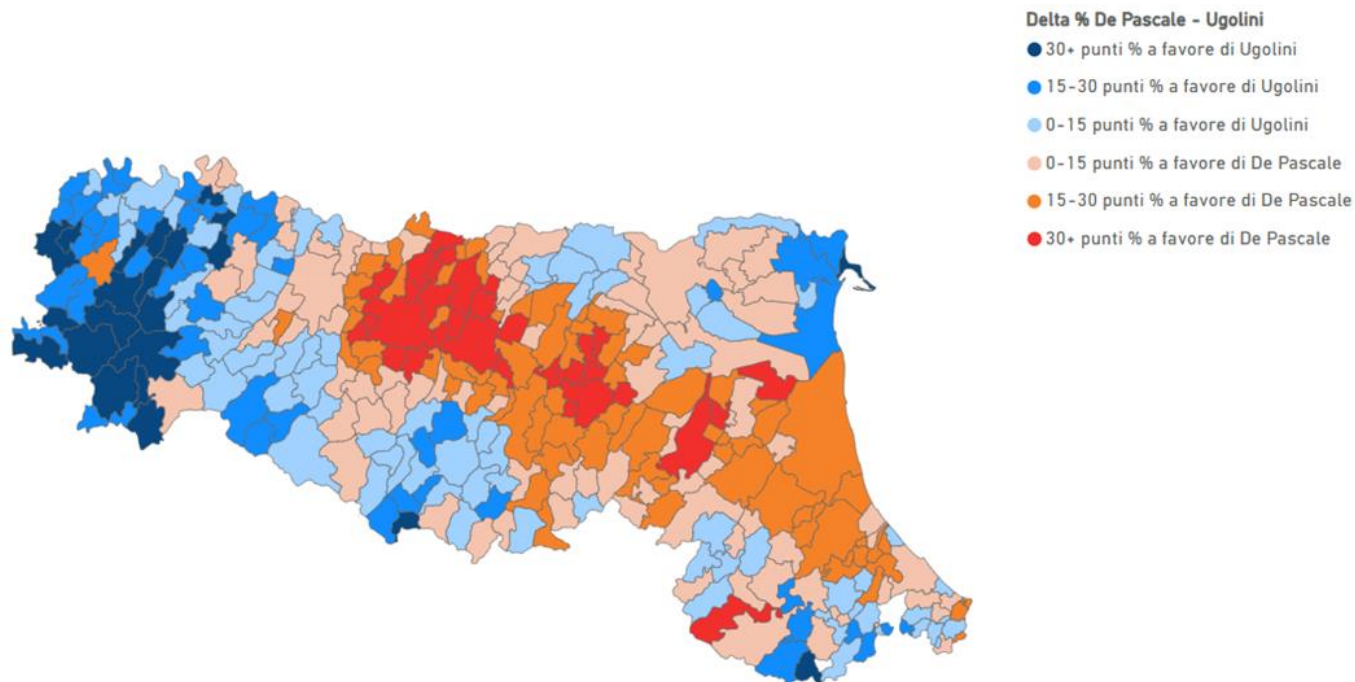 Delta % De Pascale - Ugolini
30+ punti % a favore di Ugolini
15-30 punti % a favore di Ugolini
0-15 punti % a favore di Ugolini
0-15 punti % a favore di De Pascale
15-30 punti % a favore di De Pascale
30+ punti % a favore di De Pascale